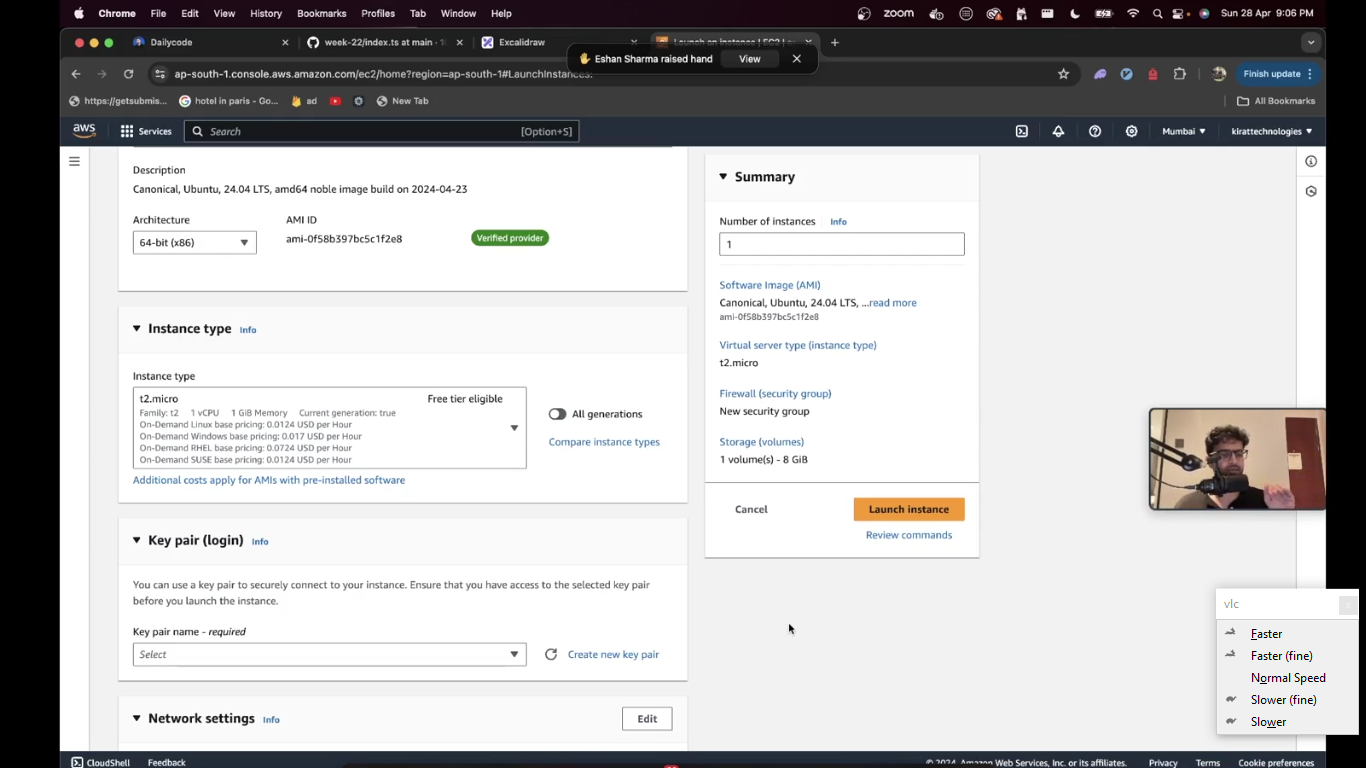 Chrome File Edit View History Bookmarks Profiles Tab Window Help zoom Sun 28 Apr 9:06 PM
Dailycode week-22/index.ts at main · Excalidraw Launch an instance | EC2 |
Eshan Sharma raised hand View
ap-south-1.console.aws.amazon.com/ec2/home?region=ap-south-1#LaunchInstances: Finish update
https://getsubmis... hotel in paris - Go... ad New Tab All Bookmarks
aws Services Search [Option+S] Mumbai kirattechnologies
Description
Canonical, Ubuntu, 24.04 LTS, amd64 noble image build on 2024-04-23
Architecture AMI ID
64-bit (x86) ami-0f58b397bc5c1f2e8 Verified provider
Instance type Info
Instance type
t2.micro Free tier eligible
Family: t2 1 vCPU 1 GiB Memory Current generation: true
On-Demand Linux base pricing: 0.0124 USD per Hour
On-Demand Windows base pricing: 0.017 USD per Hour
On-Demand RHEL base pricing: 0.0724 USD per Hour
On-Demand SUSE base pricing: 0.0124 USD per Hour
All generations
Compare instance types
Additional costs apply for AMIs with pre-installed software
Key pair (login) Info
You can use a key pair to securely connect to your instance. Ensure that you have access to the selected key pair
before you launch the instance.
Key pair name - required
Select Create new key pair
Network settings Info Edit
Summary
Number of instances Info
1
Software Image (AMI)
Canonical, Ubuntu, 24.04 LTS, ...read more
ami-0f58b397bc5c1f2e8
Virtual server type (instance type)
t2.micro
Firewall (security group)
New security group
Storage (volumes)
1 volume(s) - 8 GiB
Cancel Launch instance
Review commands
vlc
Faster
Faster (fine)
Normal Speed
Slower (fine)
Slower
CloudShell Feedback © 2024, Amazon Web Services, Inc. or its affiliates. Privacy Terms Cookie preferences